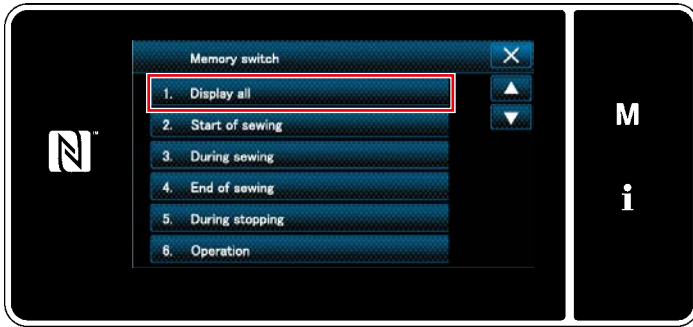 Memory switch
1. Display all
2. Start of sewing
3. During sewing
4. End of sewing
5. During stopping
6. Operation
M
i